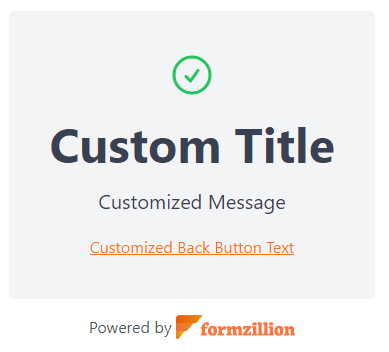 Custom Title
Customized Message
Customized Back Button Text
Powered by formzillion